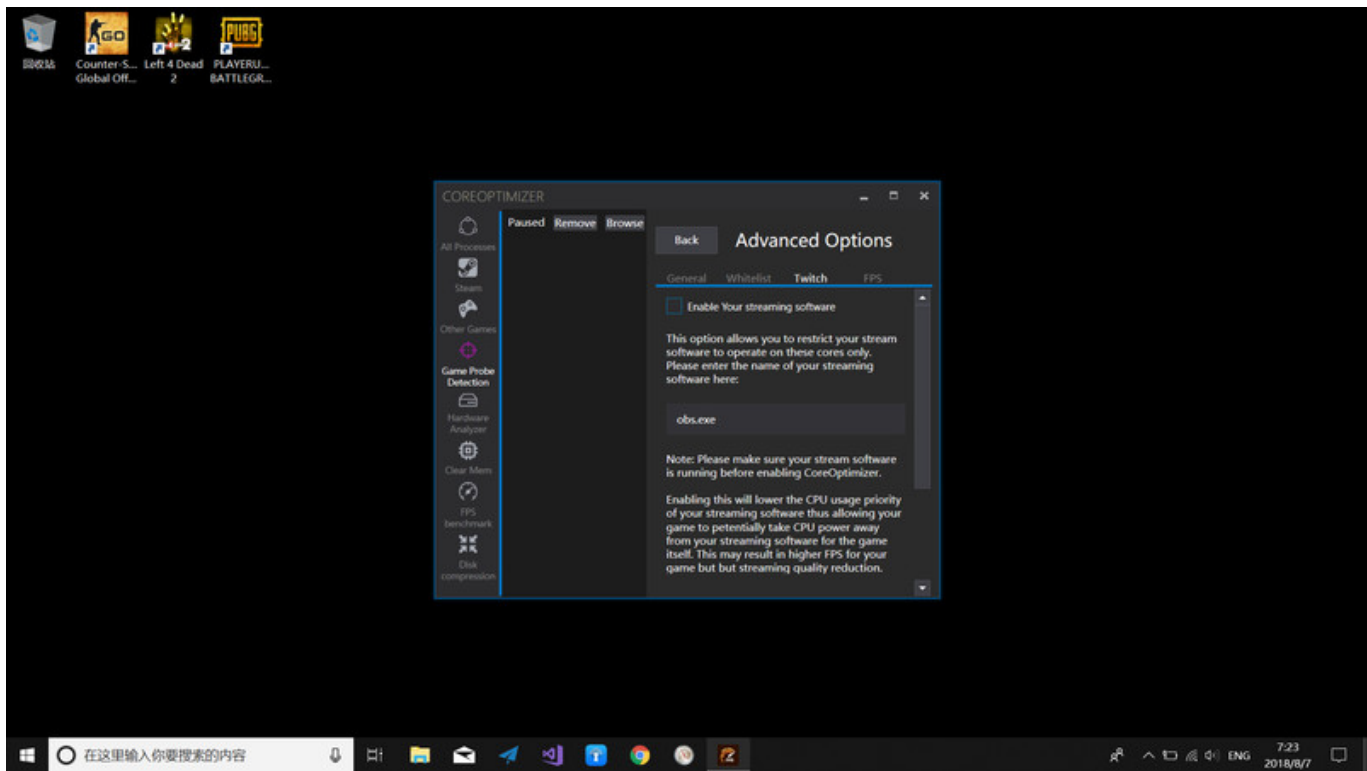 GO
PUBG
回收站
Counter-S...
Global Off...
Left 4 Dead
2
PLAYERU...
BATTLEGR...
COREOPTIMIZER
All Processes
Steam
Other Games
Game Probe
Detection
Hardware
Analyzer
Clear Mem
FPS
benchmark
Disk
compression
Paused Remove Browse
Back Advanced Options
General Whitelist Twitch FPS
Enable Your streaming software
This option allows you to restrict your stream
software to operate on these cores only.
Please enter the name of your streaming
software here:
obs.exe
Note: Please make sure your stream software
is running before enabling CoreOptimizer.
Enabling this will lower the CPU usage priority
of your streaming software thus allowing your
game to petentially take CPU power away
from your streaming software for the game
itself. This may result in higher FPS for your
game but but streaming quality reduction.
在这里输入你要搜索的内容
ENG
7:23
2018/8/7